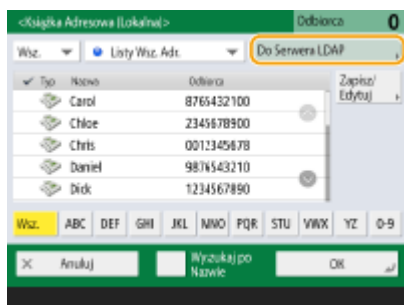 <Książka Adresowa (Lokalna)> Odbiorca 0
Wsz. Listy Wsz. Adr. Do Serwera LDAP
Typ Nazwa Odbiorca Zapisz/
Edytuj
Carol 8765432100
Chloe 2345678900
Chris 0012345678
Daniel 9876543210
Dick 1234567890
Wsz. ABC DEF GHI JKL MNO PQR STU VWX YZ 0-9
Anuluj Wyszukaj po
Nazwie OK